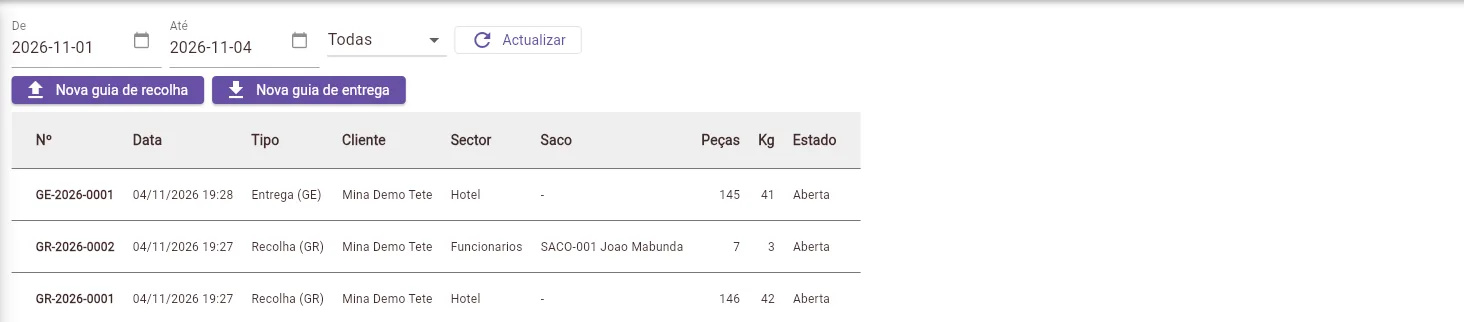 De Até
2026-11-01 2026-11-04 Todas Actualizar
Nova guia de recolha Nova guia de entrega
Nº Data Tipo Cliente Sector Saco Peças Kg Estado
GE-2026-0001 04/11/2026 19:28 Entrega (GE) Mina Demo Tete Hotel - 145 41 Aberta
GR-2026-0002 04/11/2026 19:27 Recolha (GR) Mina Demo Tete Funcionarios SACO-001 Joao Mabunda 7 3 Aberta
GR-2026-0001 04/11/2026 19:27 Recolha (GR) Mina Demo Tete Hotel - 146 42 Aberta